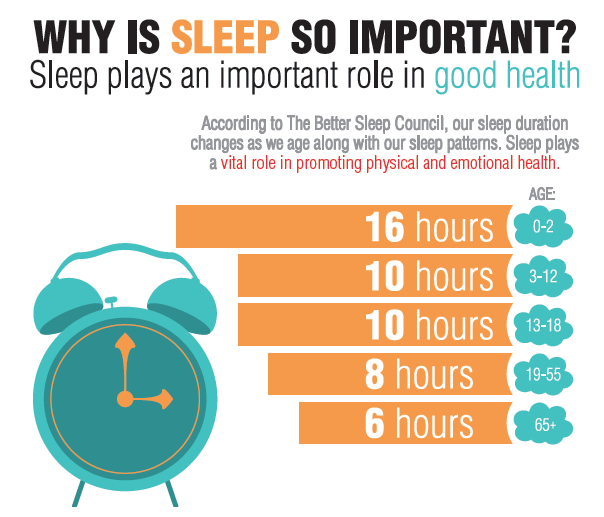 WHY IS SLEEP SO IMPORTANT?
Sleep plays an important role in good health
According to The Better Sleep Council, our sleep duration
changes as we age along with our sleep patterns. Sleep plays
a vital role in promoting physical and emotional health.
AGE:
16 hours 0-2
10 hours 3-12
10 hours 13-18
8 hours 19-55
6 hours 65+